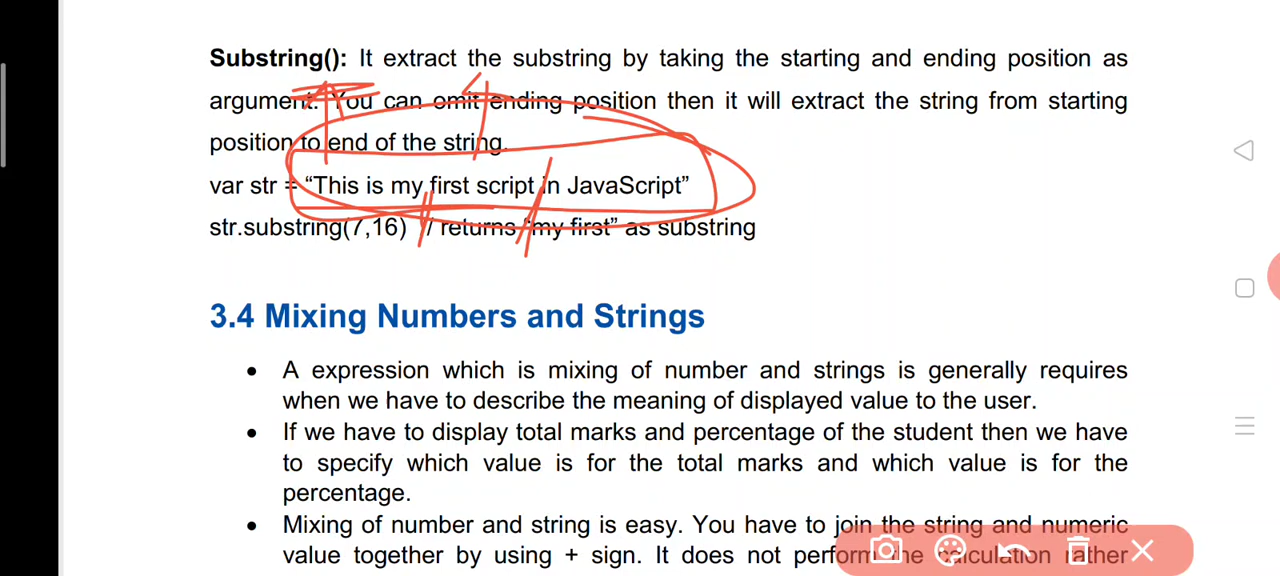 Substring(): It extract the substring by taking the starting and ending position as
argument. You can omit ending position then it will extract the string from starting
position to end of the string.
var str = “This is my first script in JavaScript”
str.substring(7,16) // returns “my first” as substring
3.4 Mixing Numbers and Strings
• A expression which is mixing of number and strings is generally requires
when we have to describe the meaning of displayed value to the user.
• If we have to display total marks and percentage of the student then we have
to specify which value is for the total marks and which value is for the
percentage.
• Mixing of number and string is easy. You have to join the string and numeric
value together by using + sign. It does not perform the calculation rather